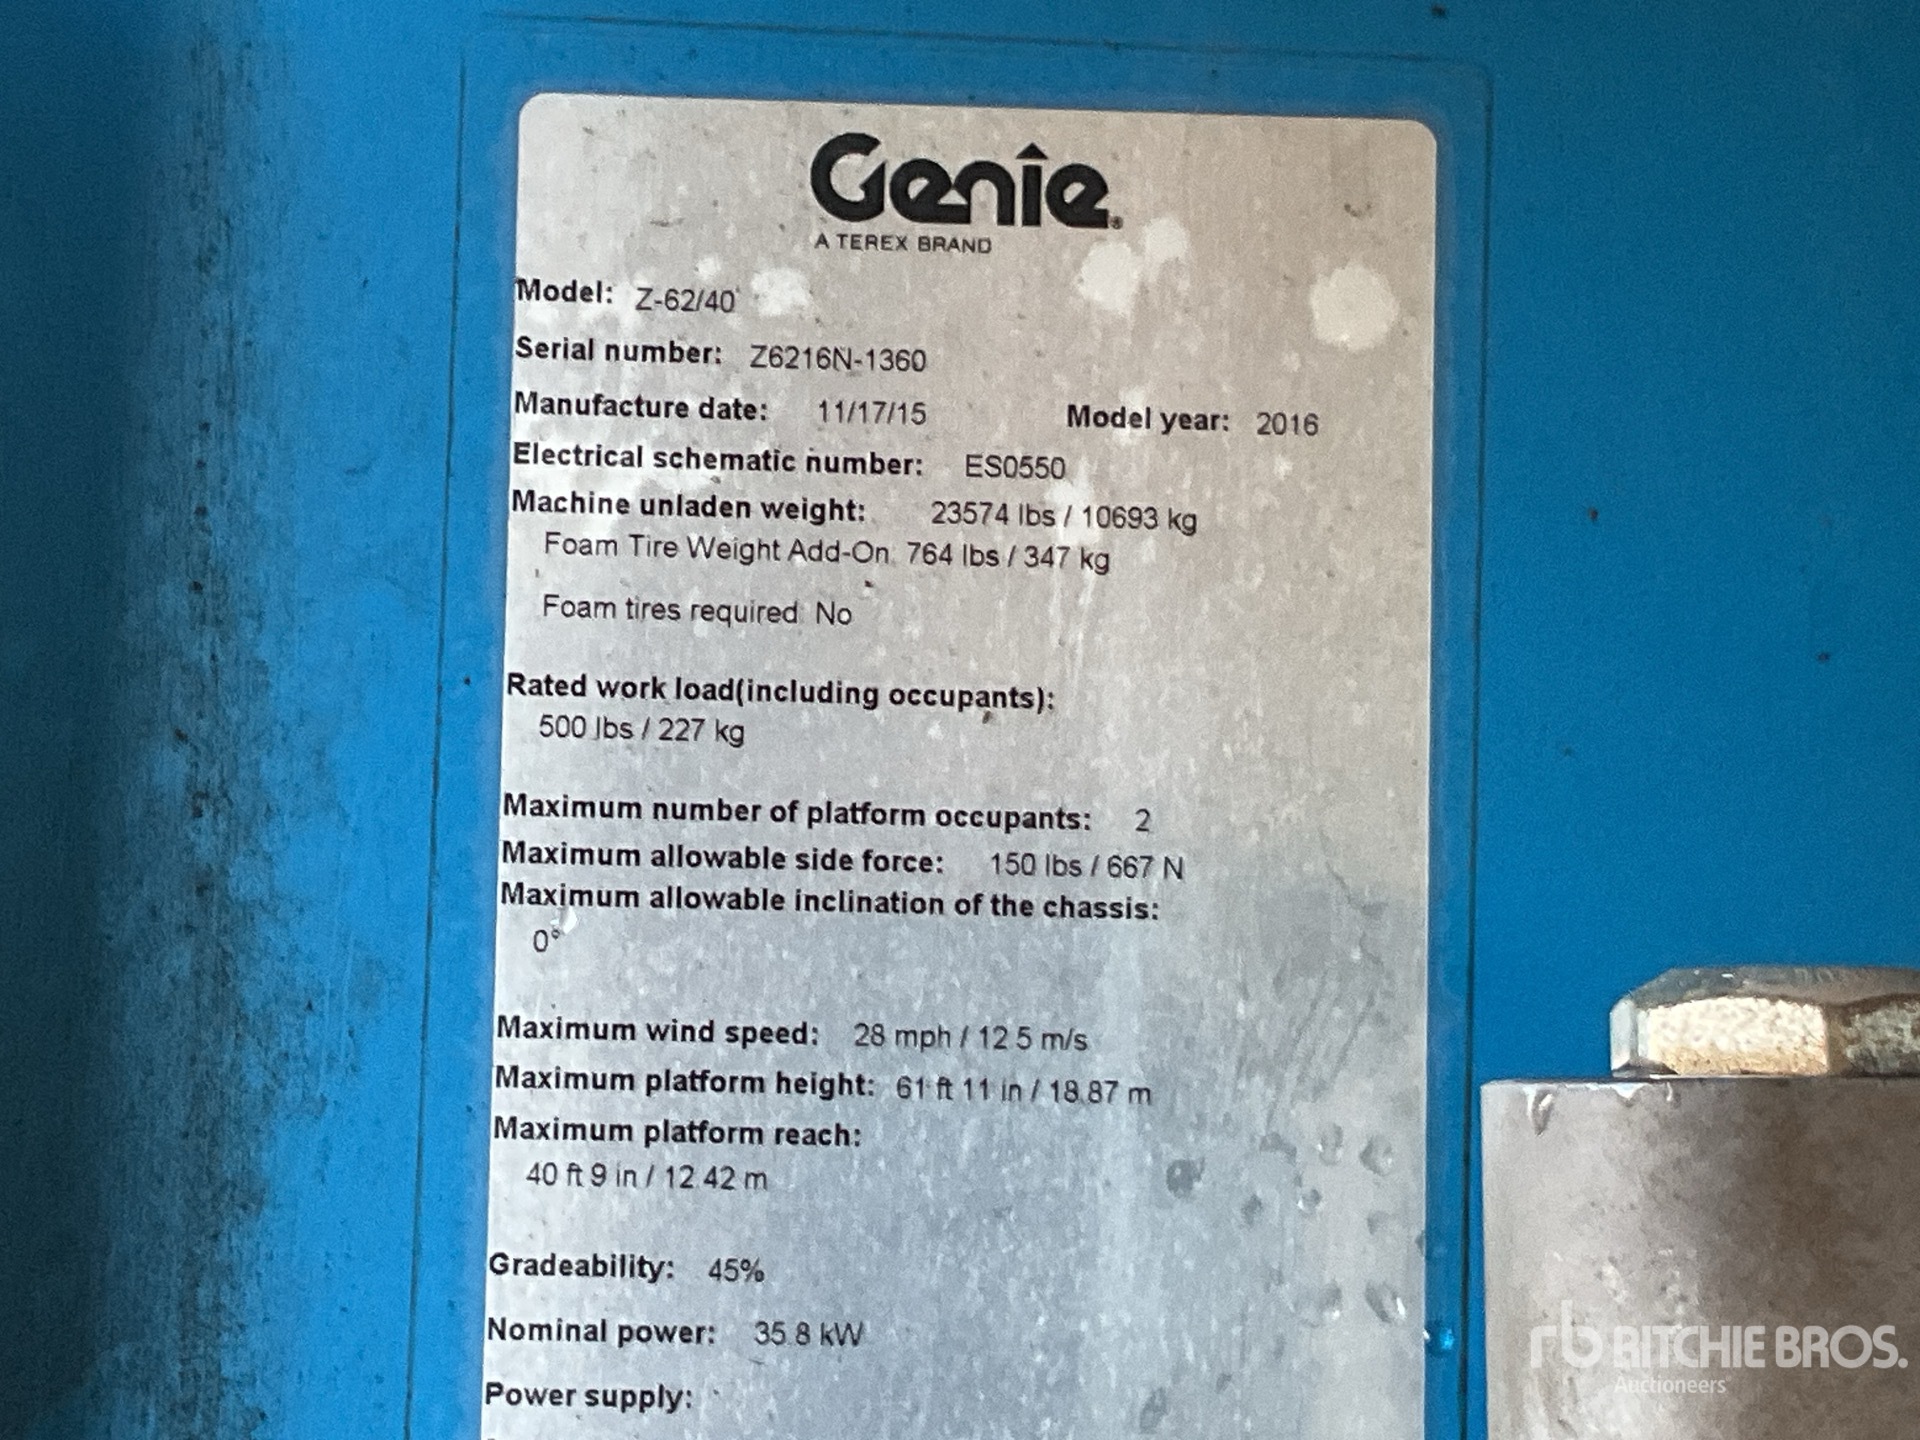 Genie®
A TEREX BRAND
Model: Z-62/40
Serial number: Z6216N-1360
Manufacture date: 11/17/15 Model year: 2016
Electrical schematic number: ES0550
Machine unladen weight: 23574 lbs / 10693 kg
Foam Tire Weight Add-On: 764 lbs / 347 kg
Foam tires required: No
Rated work load(including occupants):
500 lbs / 227 kg
Maximum number of platform occupants: 2
Maximum allowable side force: 150 lbs / 667 N
Maximum allowable inclination of the chassis:
0°
Maximum wind speed: 28 mph / 12.5 m/s
Maximum platform height: 61 ft 11 in / 18.87 m
Maximum platform reach:
40 ft 9 in / 12.42 m
Gradeability: 45%
Nominal power: 35.8 kW
Power supply:
rb RITCHIE BROS.
Auctioneers